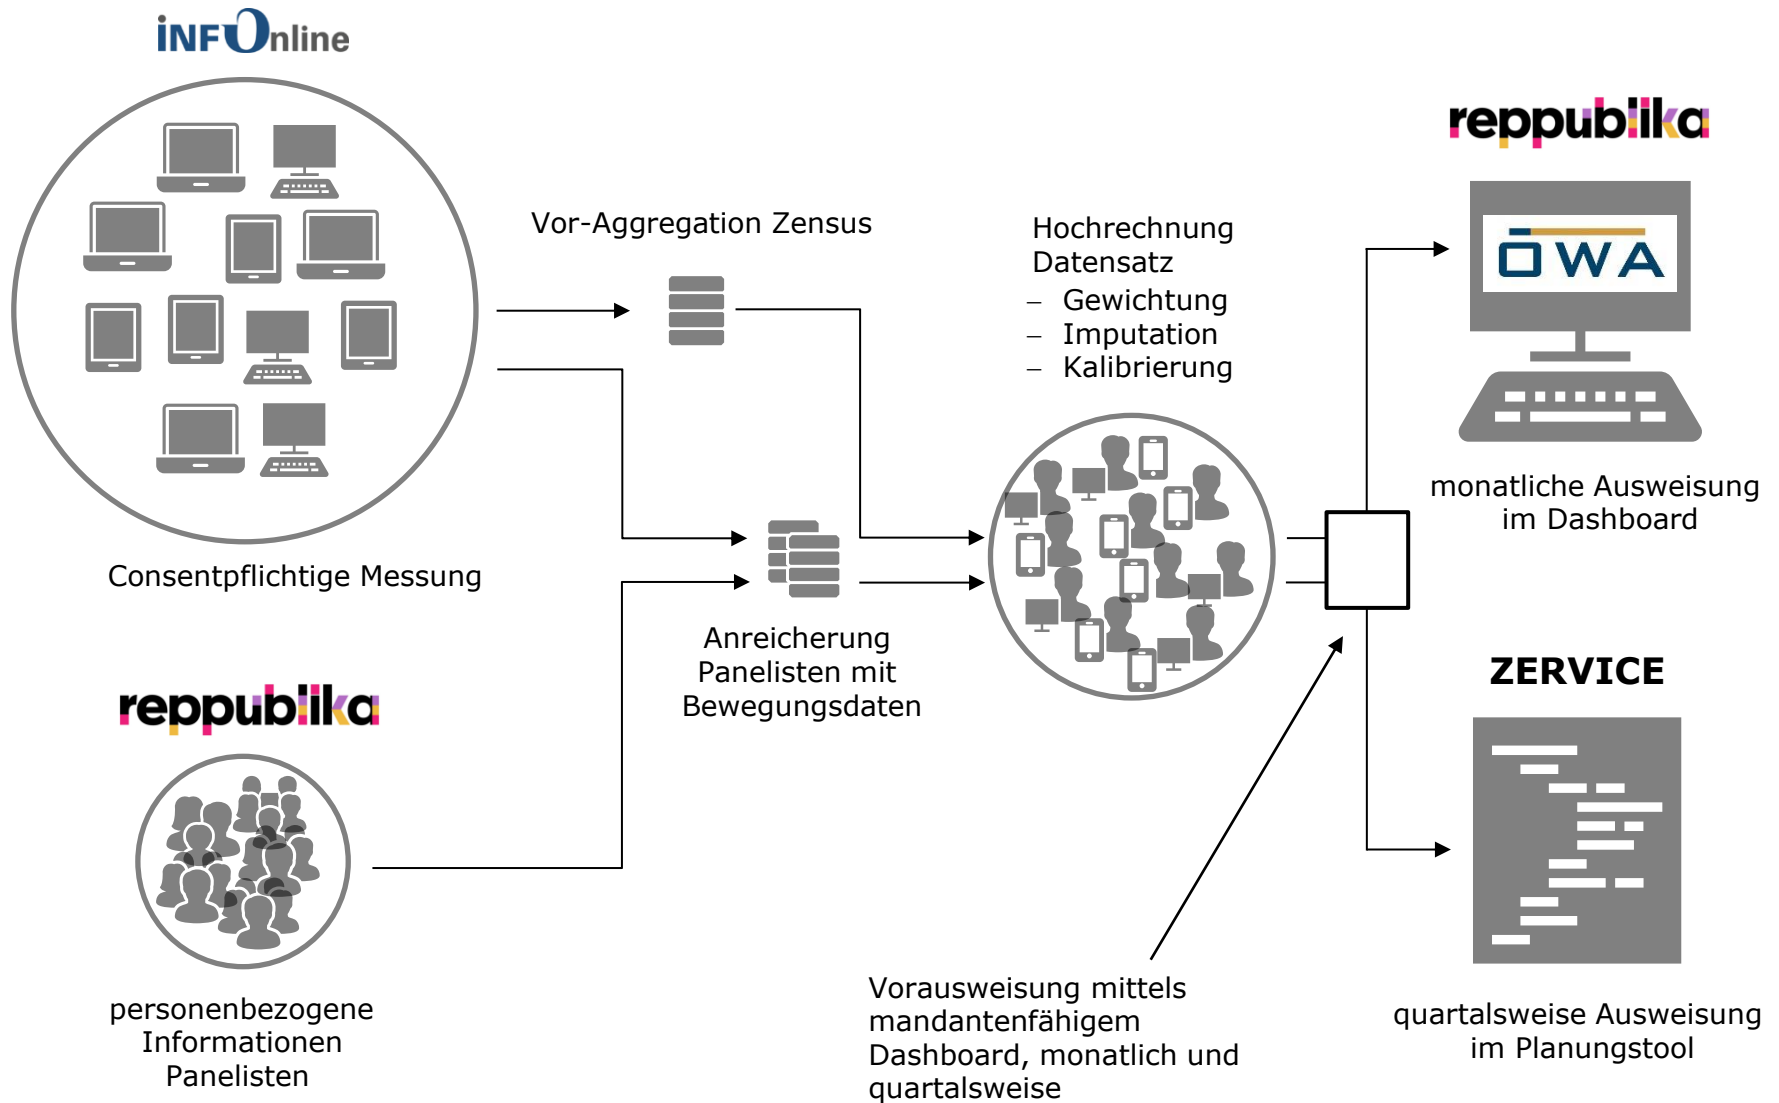 INFOnline
Consentpflichtige Messung
reppublika
personenbezogene
Informationen
Panelisten
Vor-Aggregation Zensus
Anreicherung
Panelisten mit
Bewegungsdaten
Hochrechnung
Datensatz
– Gewichtung
– Imputation
– Kalibrierung
Vorausweisung mittels
mandantenfähigem
Dashboard, monatlich und
quartalsweise
reppublika
ÖWA
monatliche Ausweisung
im Dashboard
ZERVICE
quartalsweise Ausweisung
im Planungstool